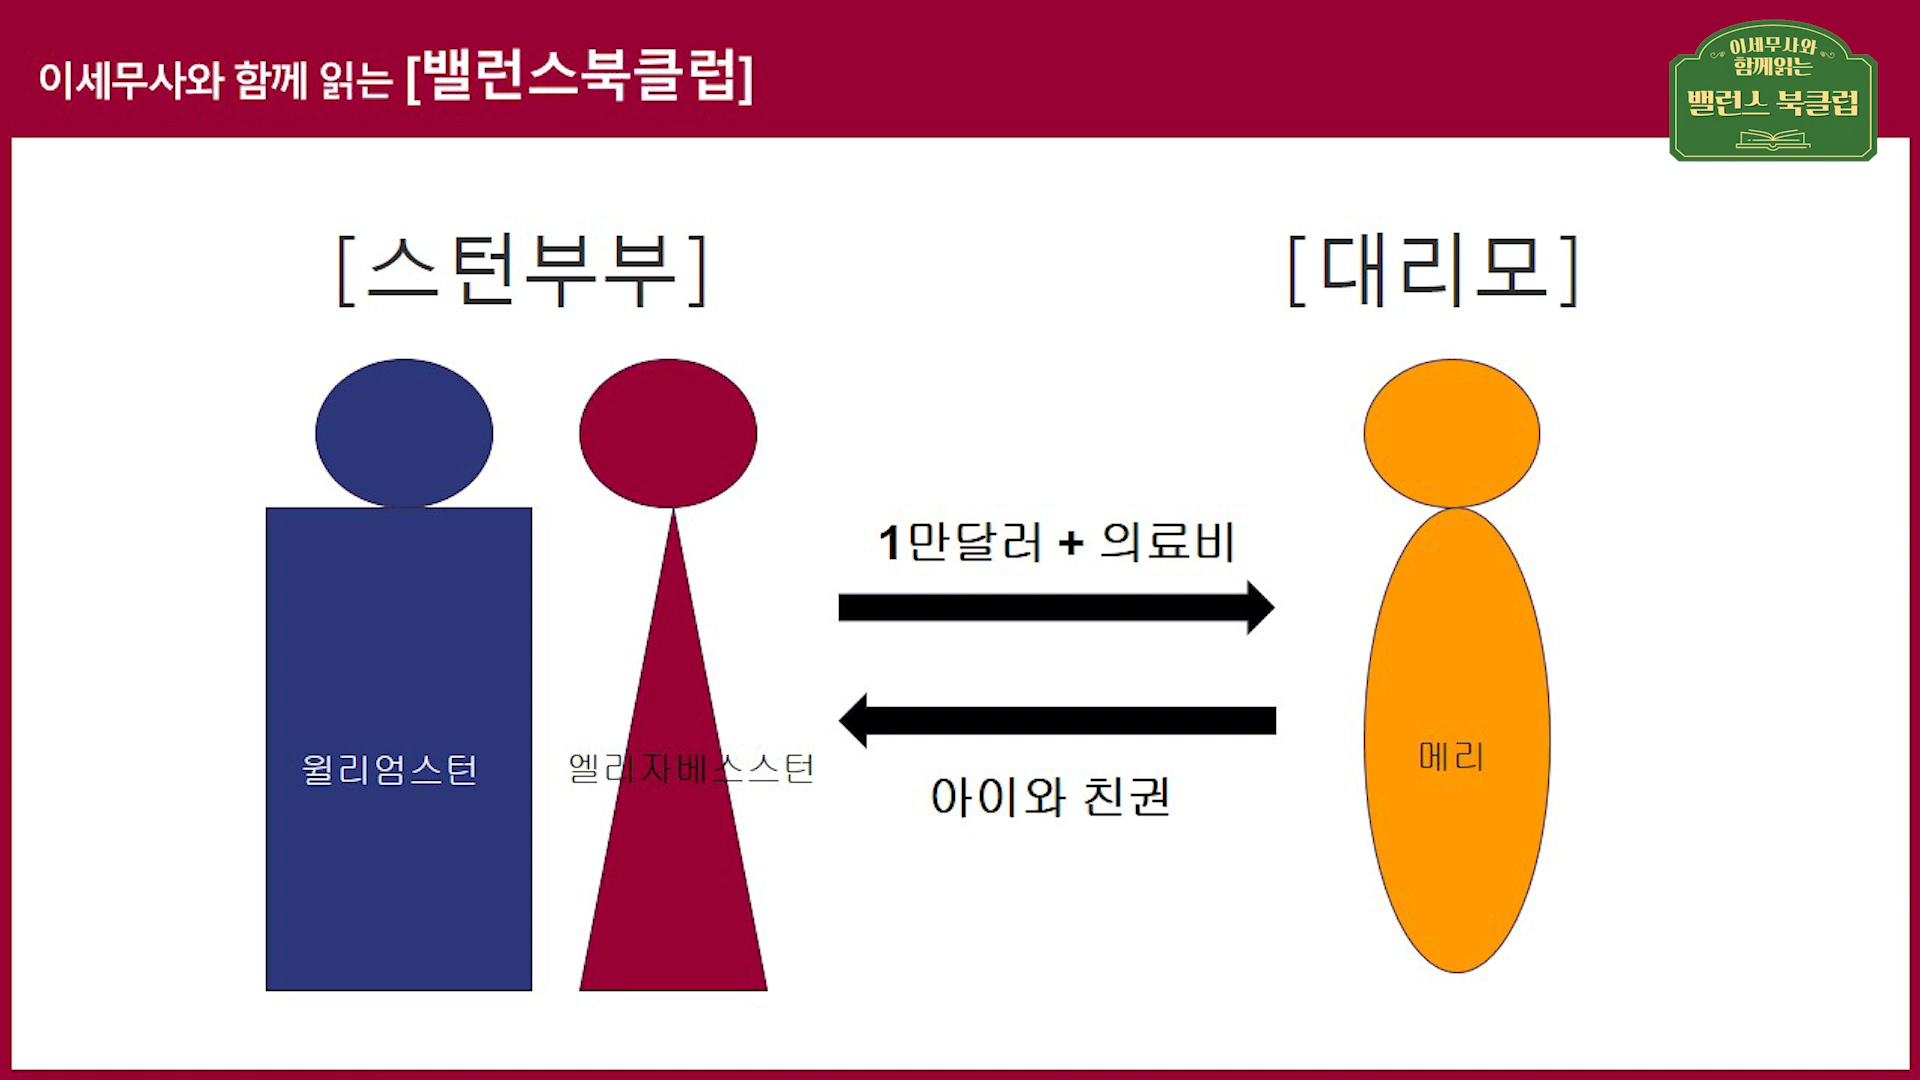 이세무사와 함께 읽는 [밸런스북클럽]
이세무사와
함께읽는
밸런스 북클럽
[스턴부부]
[대리모]
1만달러 + 의료비
윌리엄스턴
엘리자베스스턴
메리
아이와 친권